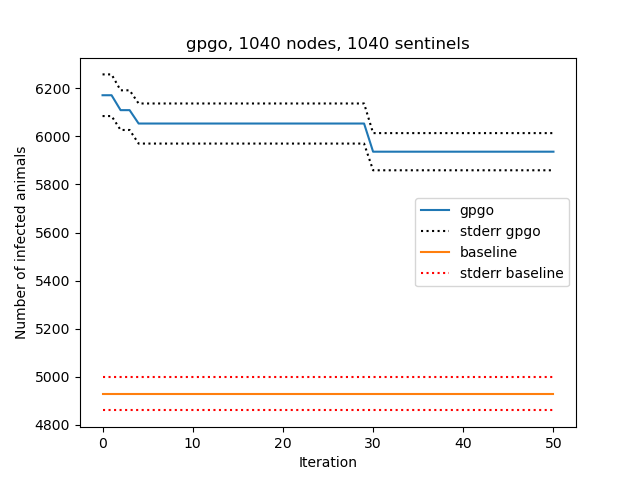 gpgo, 1040 nodes, 1040 sentinels
Number of infected animals
6200
6000
5800
5600
5400
5200
5000
4800
gpgo
stderr gpgo
baseline
stderr baseline
0 10 20 30 40 50
Iteration